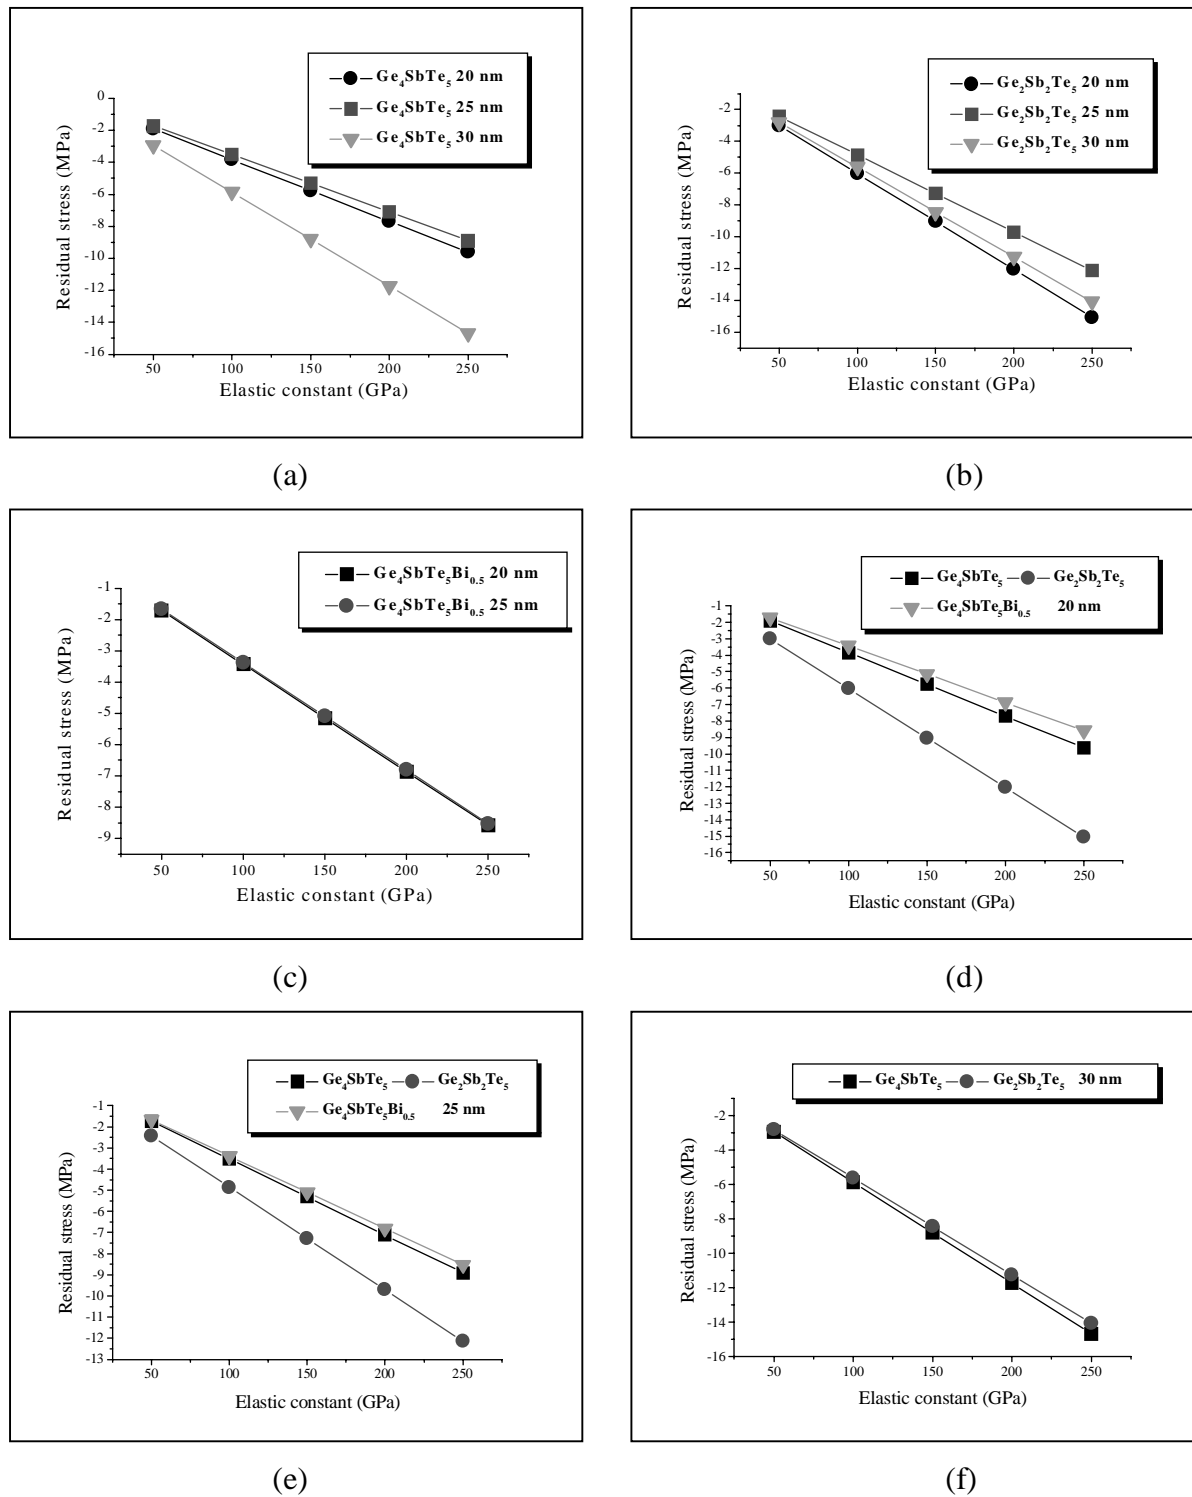 Ge₄SbTe₅ 20 nm
Ge₄SbTe₅ 25 nm
Ge₄SbTe₅ 30 nm
0
-2
-4
-6
-8
-10
-12
-14
-16
Residual stress (MPa)
50 100 150 200 250
Elastic constant (GPa)
(a)
Ge₂Sb₂Te₅ 20 nm
Ge₂Sb₂Te₅ 25 nm
Ge₂Sb₂Te₅ 30 nm
-2
-4
-6
-8
-10
-12
-14
-16
Residual stress (MPa)
50 100 150 200 250
Elastic constant (GPa)
(b)
Ge₄SbTe₅Bi₀.₅ 20 nm
Ge₄SbTe₅Bi₀.₅ 25 nm
-1
-2
-3
-4
-5
-6
-7
-8
-9
Residual stress (MPa)
50 100 150 200 250
Elastic constant (GPa)
(c)
Ge₄SbTe₅ Ge₂Sb₂Te₅
Ge₄SbTe₅Bi₀.₅ 20 nm
-1
-2
-3
-4
-5
-6
-7
-8
-9
-10
-11
-12
-13
-14
-15
-16
Residual stress (MPa)
50 100 150 200 250
Elastic constant (GPa)
(d)
Ge₄SbTe₅ Ge₂Sb₂Te₅
Ge₄SbTe₅Bi₀.₅ 25 nm
-1
-2
-3
-4
-5
-6
-7
-8
-9
-10
-11
-12
-13
Residual stress (MPa)
50 100 150 200 250
Elastic constant (GPa)
(e)
Ge₄SbTe₅ Ge₂Sb₂Te₅ 30 nm
-2
-4
-6
-8
-10
-12
-14
-16
Residual stress (MPa)
50 100 150 200 250
Elastic constant (GPa)
(f)